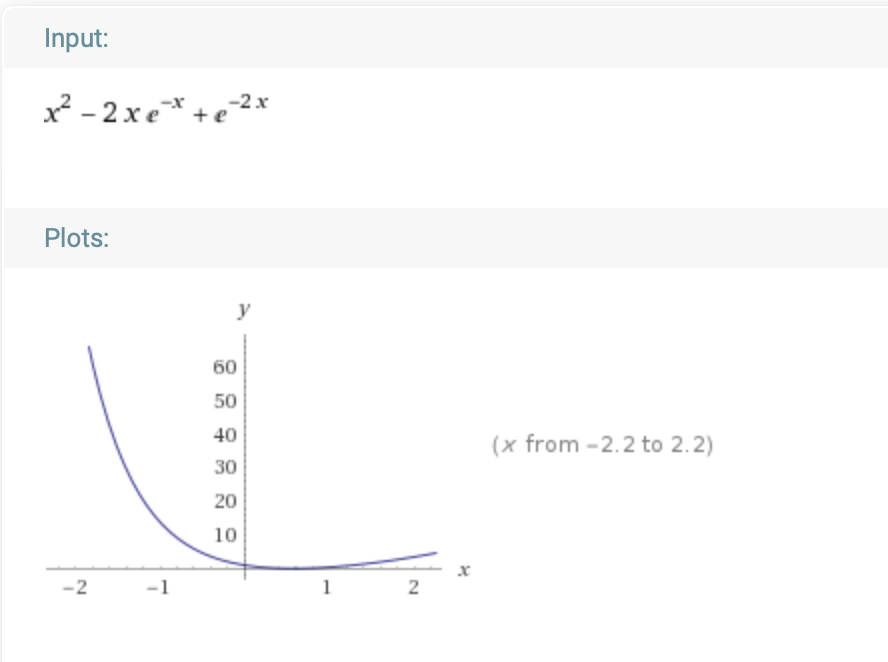 Input:
x² − 2 x e⁻ˣ + e⁻² ˣ
Plots:
y
60
50
40
30
20
10
(x from −2.2 to 2.2)
x
−2 −1 1 2